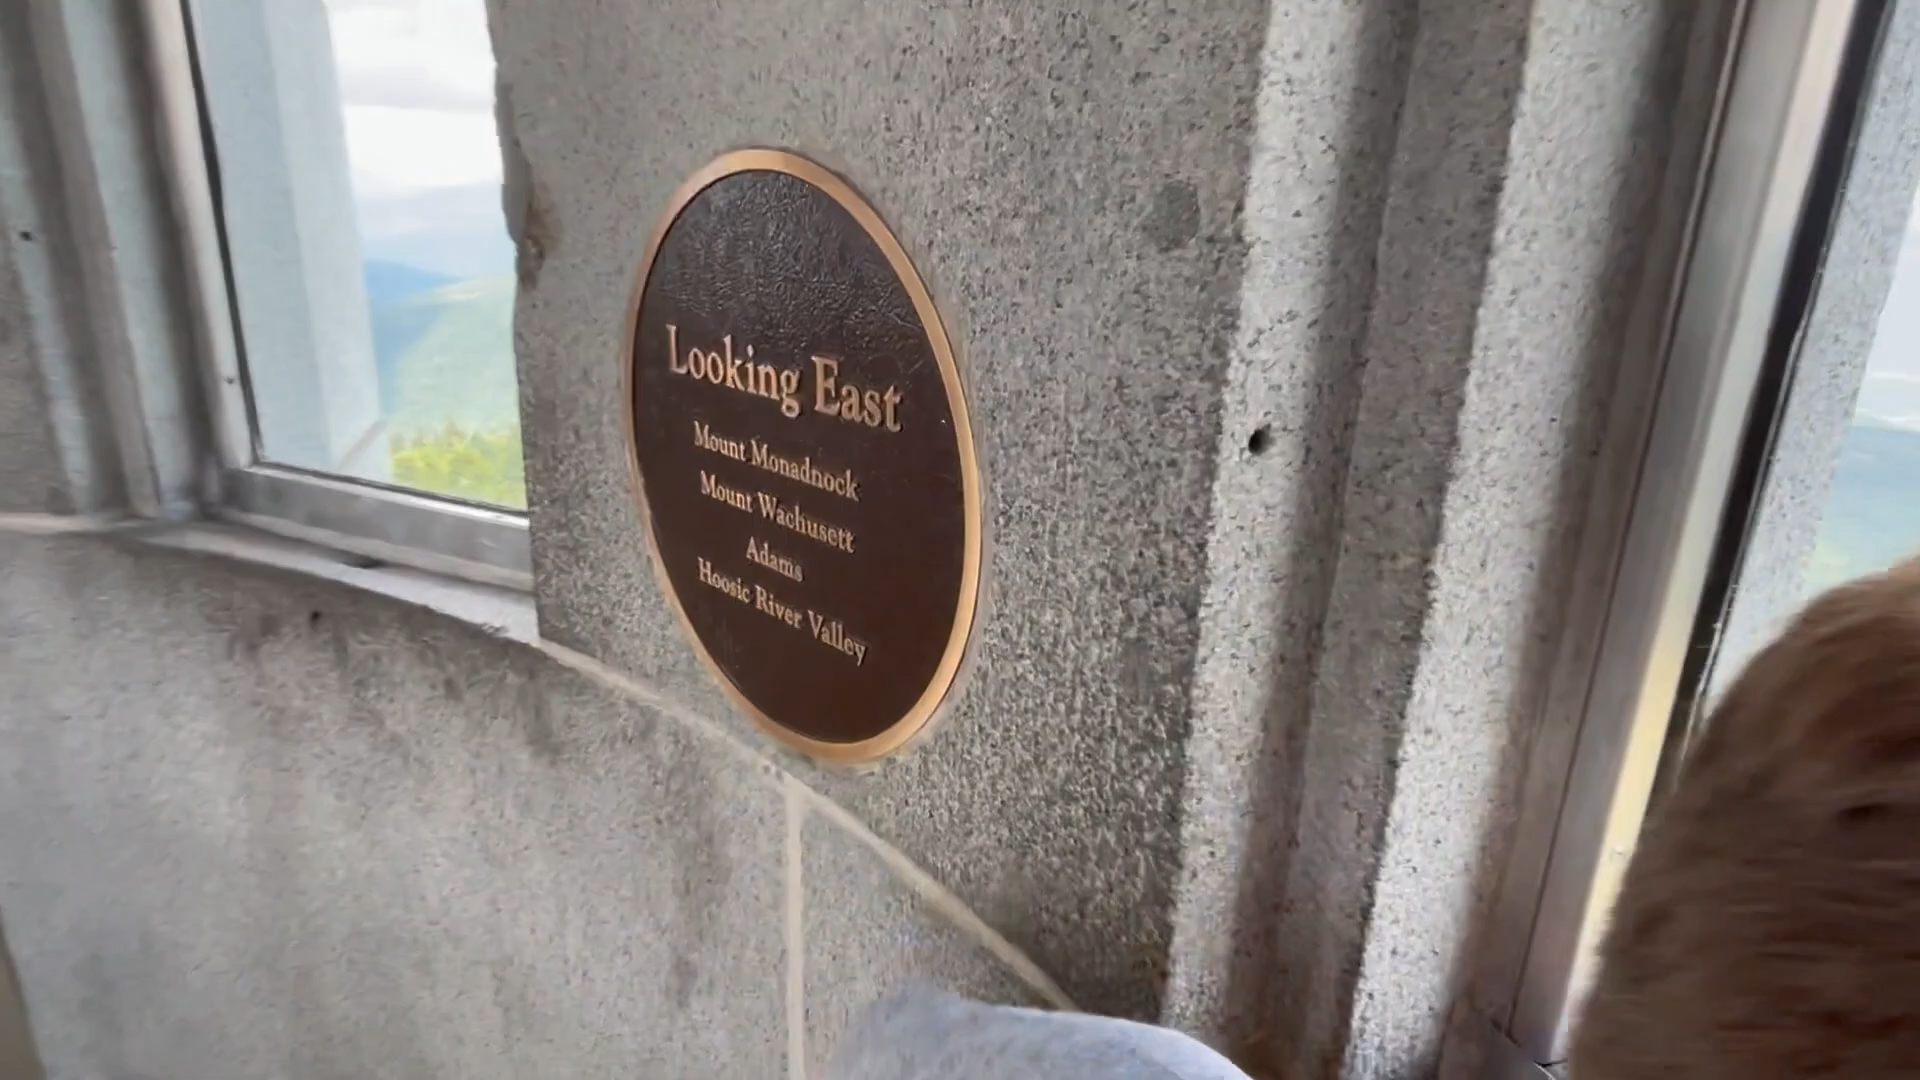 Looking East
Mount Monadnock
Mount Wachusett
Adams
Hoosic River Valley